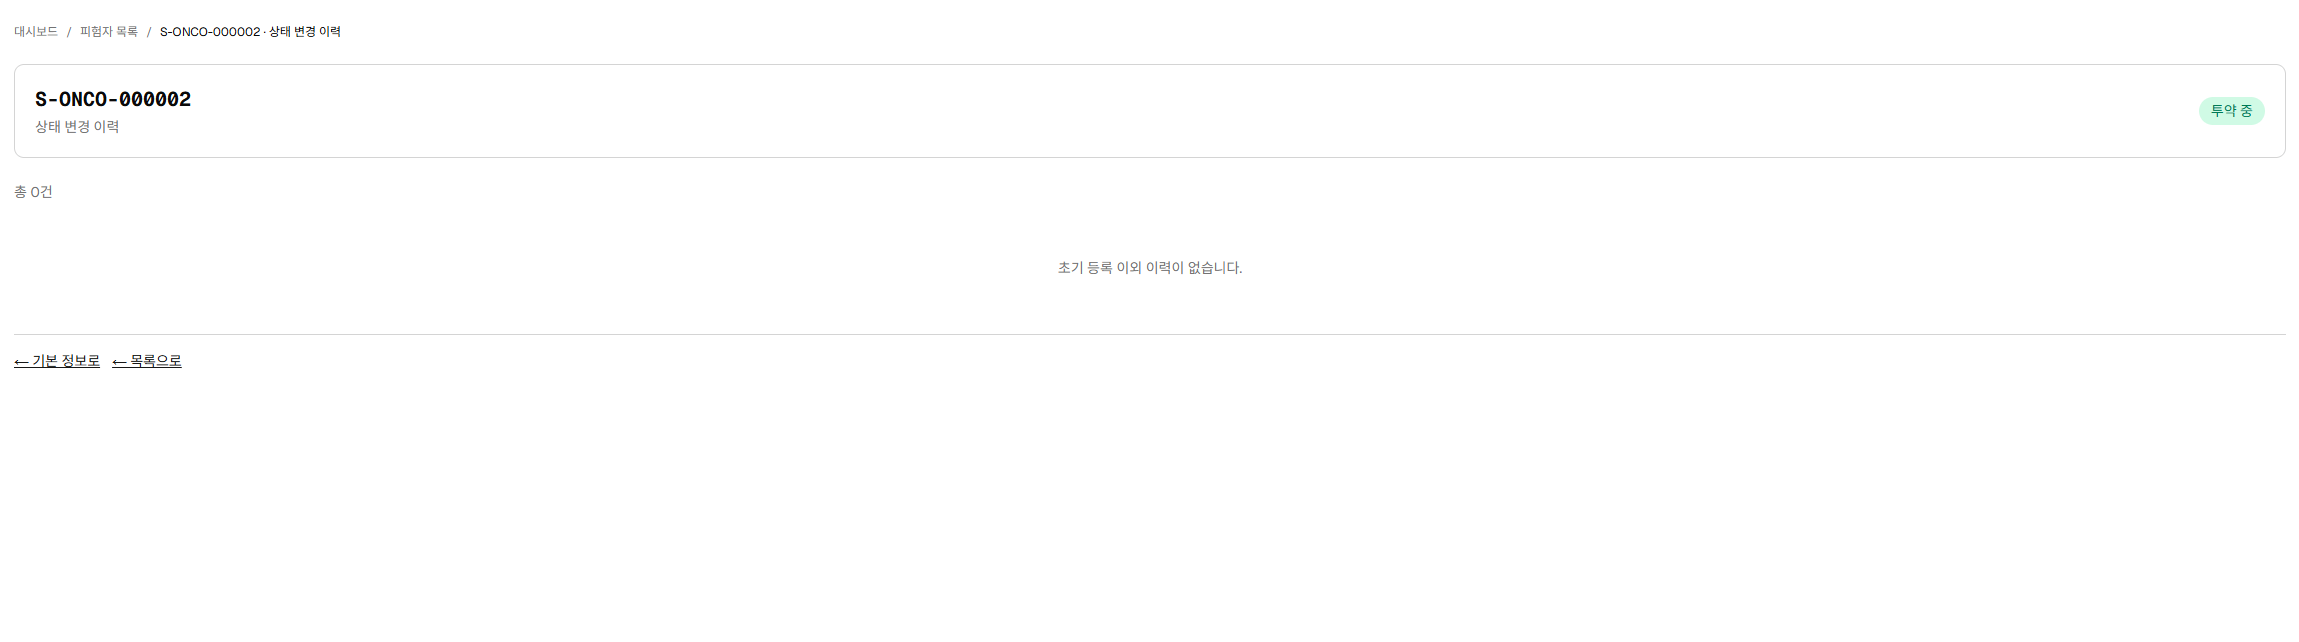 대시보드 / 피험자 목록 / S-ONCO-000002 · 상태 변경 이력
S-ONCO-000002
상태 변경 이력
투약 중
총 0건
초기 등록 이외 이력이 없습니다.
← 기본 정보로 ← 목록으로